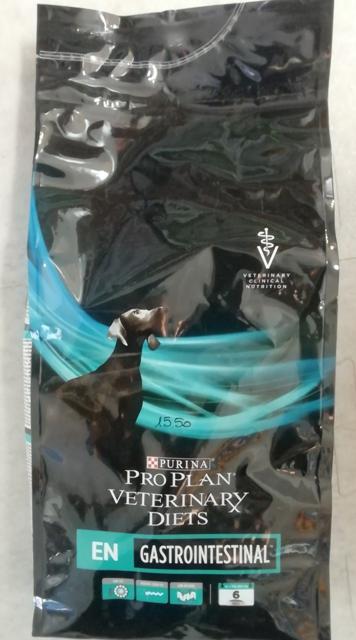 VETERINARY
CLINICAL
NUTRITION
15.50
PURINA
PRO PLAN
VETERINARY
DIETS
EN GASTROINTESTINAL
6